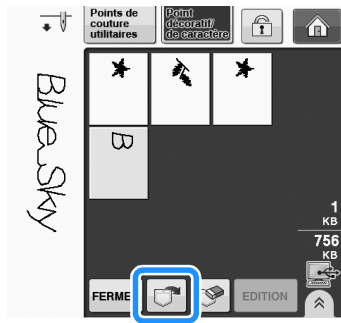 Points de
couture
utilitaires
Point
décoratif/
de caractère
Blue_Sky
B
1
KB
756
KB
FERME
EDITION